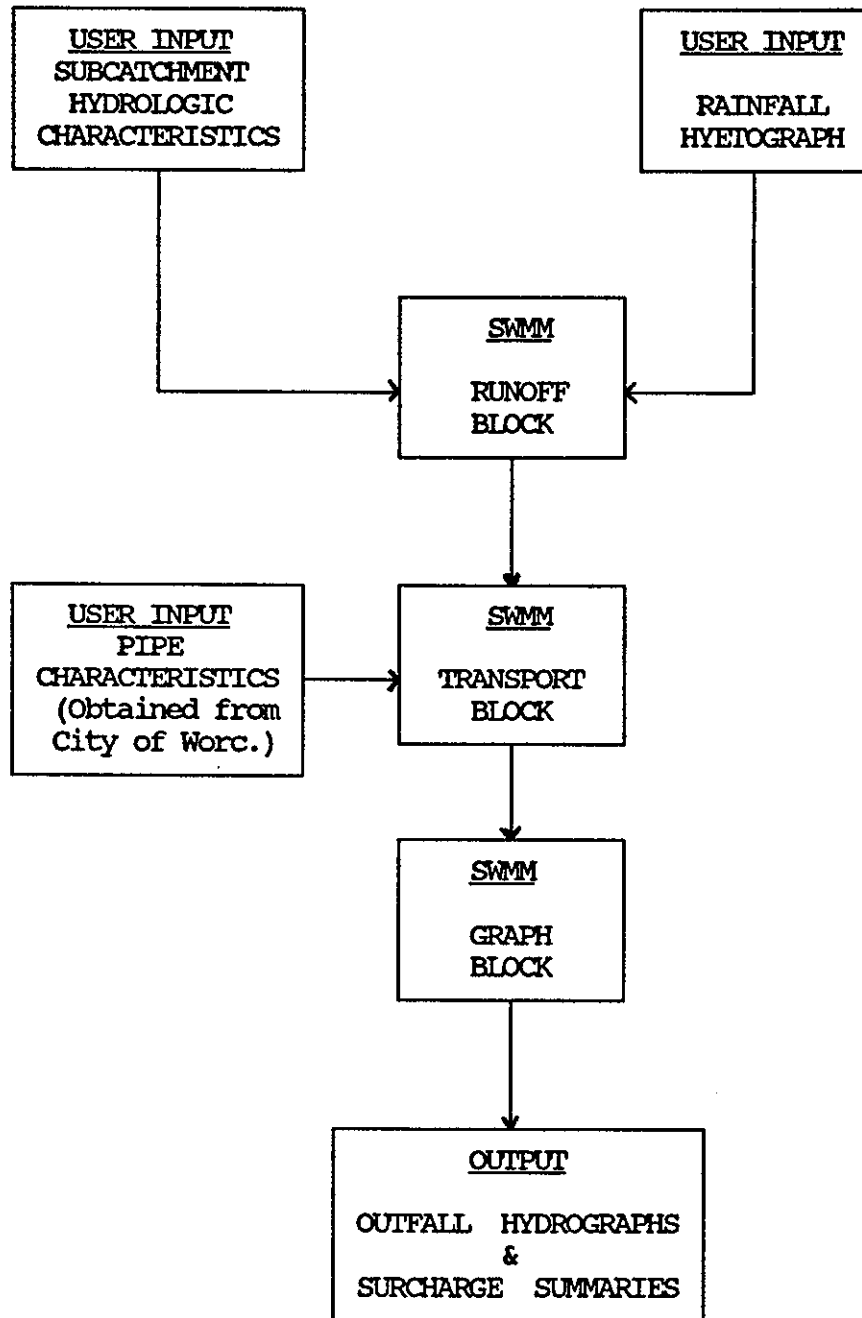 USER INPUT
SUBCATCHMENT
HYDROLOGIC
CHARACTERISTICS
USER INPUT
RAINFALL
HYETOGRAPH
SWMM
RUNOFF
BLOCK
USER INPUT
PIPE
CHARACTERISTICS
(Obtained from
City of Worc.)
SWMM
TRANSPORT
BLOCK
SWMM
GRAPH
BLOCK
OUTPUT
OUTFALL HYDROGRAPHS
&
SURCHARGE SUMMARIES